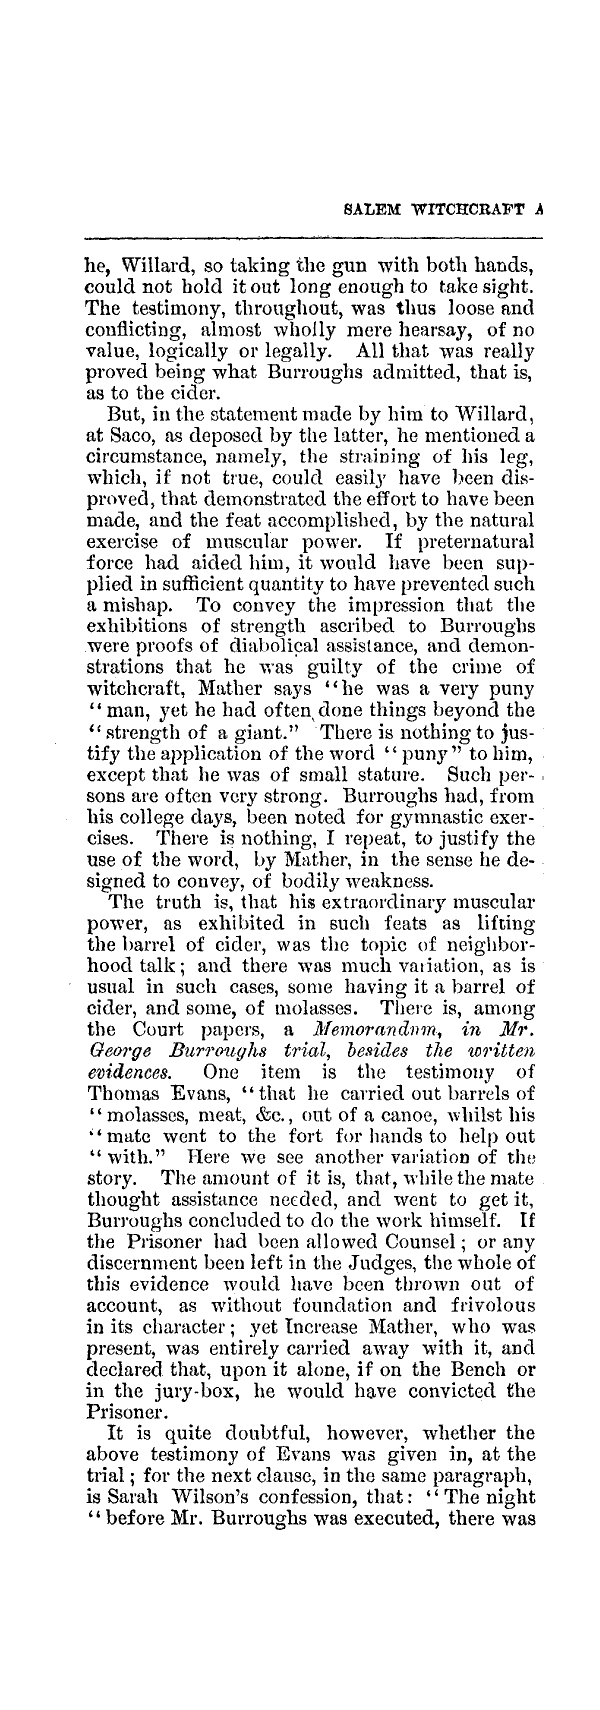 SALEM WITCHCRAFT A
he, Willard, so taking the gun with both hands,
could not hold it out long enough to take sight.
The testimony, throughout, was thus loose and
conflicting, almost wholly mere hearsay, of no
value, logically or legally. All that was really
proved being what Burroughs admitted, that is,
as to the cider.
But, in the statement made by him to Willard,
at Saco, as deposed by the latter, he mentioned a
circumstance, namely, the straining of his leg,
which, if not true, could easily have been dis-
proved, that demonstrated the effort to have been
made, and the feat accomplished, by the natural
exercise of muscular power. If preternatural
force had aided him, it would have been sup-
plied in sufficient quantity to have prevented such
a mishap. To convey the impression that the
exhibitions of strength ascribed to Burroughs
were proofs of diabolical assistance, and demon-
strations that he was guilty of the crime of
witchcraft, Mather says “he was a very puny
“man, yet he had often done things beyond the
“strength of a giant.” There is nothing to jus-
tify the application of the word “puny” to him,
except that he was of small stature. Such per-
sons are often very strong. Burroughs had, from
his college days, been noted for gymnastic exer-
cises. There is nothing, I repeat, to justify the
use of the word, by Mather, in the sense he de-
signed to convey, of bodily weakness.
The truth is, that his extraordinary muscular
power, as exhibited in such feats as lifting
the barrel of cider, was the topic of neighbor-
hood talk; and there was much variation, as is
usual in such cases, some having it a barrel of
cider, and some, of molasses. There is, among
the Court papers, a Memorandum, in Mr.
George Burroughs trial, besides the written
evidences. One item is the testimony of
Thomas Evans, “that he carried out barrels of
“molasses, meat, &c., out of a canoe, whilst his
“mate went to the fort for hands to help out
“with.” Here we see another variation of the
story. The amount of it is, that, while the mate
thought assistance needed, and went to get it,
Burroughs concluded to do the work himself. If
the Prisoner had been allowed Counsel; or any
discernment been left in the Judges, the whole of
this evidence would have been thrown out of
account, as without foundation and frivolous
in its character; yet Increase Mather, who was
present, was entirely carried away with it, and
declared that, upon it alone, if on the Bench or
in the jury-box, he would have convicted the
Prisoner.
It is quite doubtful, however, whether the
above testimony of Evans was given in, at the
trial; for the next clause, in the same paragraph,
is Sarah Wilson's confession, that: “The night
“before Mr. Burroughs was executed, there was